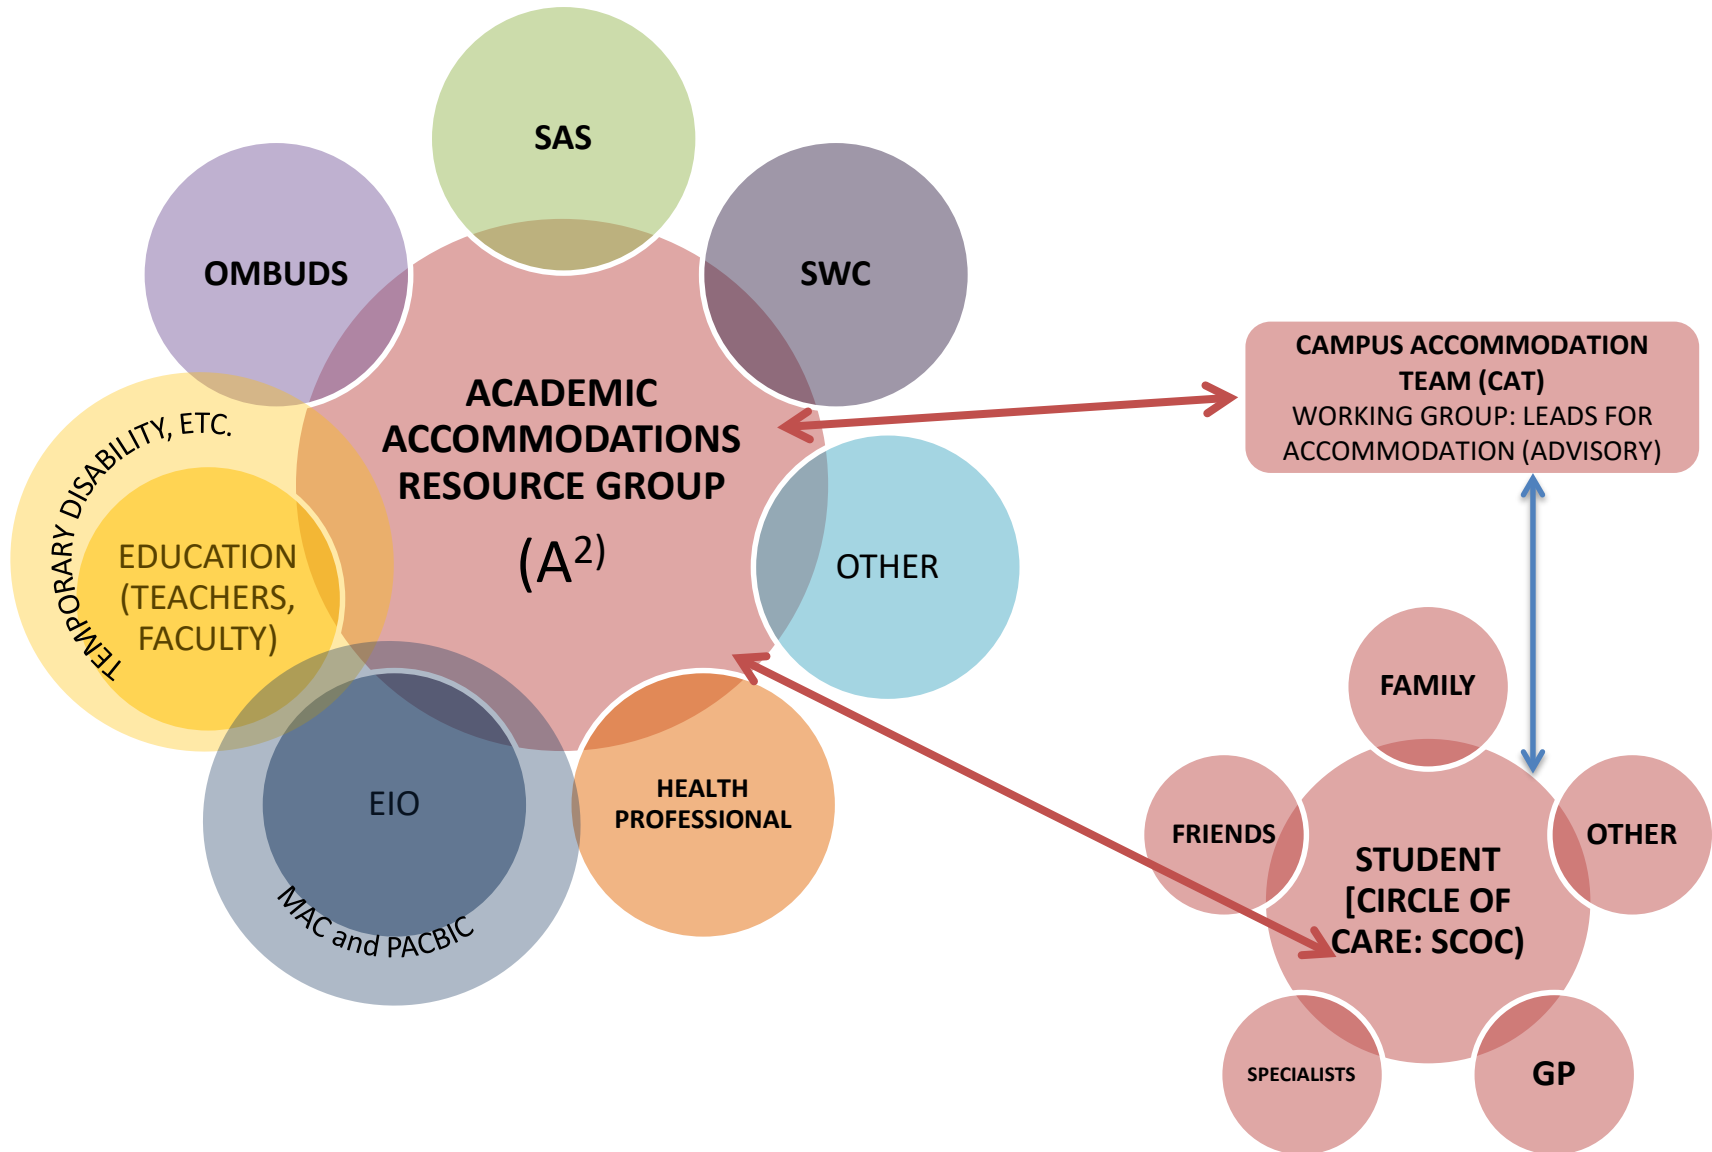 SAS
OMBUDS
SWC
ACADEMIC
ACCOMMODATIONS
RESOURCE GROUP
(A²⁾
TEMPORARY DISABILITY, ETC.
EDUCATION
(TEACHERS,
FACULTY)
OTHER
EIO
MAC and PACBIC
HEALTH
PROFESSIONAL
CAMPUS ACCOMMODATION
TEAM (CAT)
WORKING GROUP: LEADS FOR
ACCOMMODATION (ADVISORY)
FAMILY
FRIENDS
OTHER
STUDENT
[CIRCLE OF
CARE: SCOC)
SPECIALISTS
GP